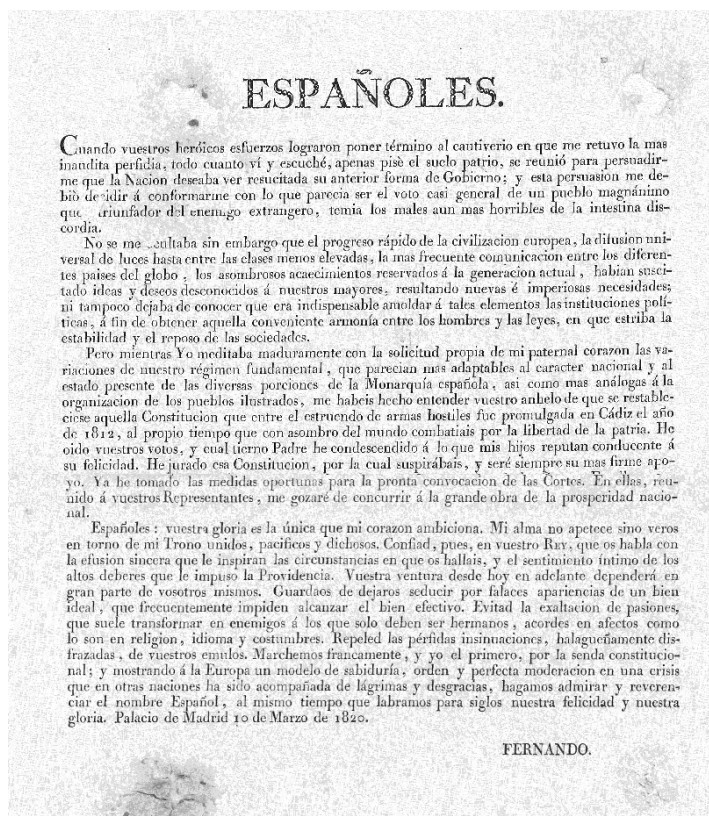 ESPAÑOLES.
Cuando vuestros heróicos esfuerzos lograron poner término al cautiverio en que me retuvo la mas
inaudita perfidia, todo cuanto ví y escuché, apenas pisè el suelo patrio, se reunió para persuadir-
me que la Nacion deseaba ver resucitada su anterior forma de Gobierno; y esta persuasion me de-
biò decidir á conformarme con lo que parecia ser el voto casi general de un pueblo magnánimo
que triunfador del enemigo extrangero, temia los males aun mas horribles de la intestina dis-
cordia.
No se me ocultaba sin embargo que el progreso rápido de la civilizacion europea, la difusion uni-
versal de luces hasta entre las clases menos elevadas, la mas frecuente comunicacion entre los diferen-
tes paises del globo, los asombrosos acaecimientos reservados á la generacion actual, habian susci-
tado ideas y deseos desconocidos á nuestros mayores, resultando nuevas é imperiosas necesidades;
ni tampoco dejaba de conocer que era indispensable amoldar á tales elementos las instituciones polí-
ticas, á fin de obtener aquella conveniente armonía entre los hombres y las leyes, en que estriba la
estabilidad y el reposo de las sociedades.
Pero mientras Yo meditaba maduramente con la solicitud propia de mi paternal corazon las va-
riaciones de nuestro régimen fundamental, que parecian mas adaptables al caracter nacional y al
estado presente de las diversas porciones de la Monarquía española, asi como mas análogas á la
organizacion de los pueblos ilustrados, me habeis hecho entender vuestro anhelo de que se restable-
ciese aquella Constitucion que entre el estruendo de armas hostiles fue promulgada en Cádiz el año
de 1812, al propio tiempo que con asombro del mundo combatiais por la libertad de la patria. He
oido vuestros votos, y cual tierno Padre he condescendido á lo que mis hijos reputan conducente á
su felicidad. He jurado esa Constitucion, por la cual suspirábais, y seré siempre su mas firme apo-
yo. Ya he tomado las medidas oportunas para la pronta convocacion de las Cortes. En ellas, reu-
nido á vuestros Representantes, me gozaré de concurrir á la grande obra de la prosperidad nacio-
nal.
Españoles: vuestra gloria es la única que mi corazon ambiciona. Mi alma no apetece sino veros
en torno de mi Trono unidos, pacificos y dichosos. Confiad, pues, en vuestro REY, que os habla con
la efusion sincera que le inspiran las circunstancias en que os hallais, y el sentimiento íntimo de los
altos deberes que le impuso la Providencia. Vuestra ventura desde hoy en adelante dependerá en
gran parte de vosotros mismos. Guardaos de dejaros seducir por falaces apariencias de un bien
ideal, que frecuentemente impiden alcanzar el bien efectivo. Evitad la exaltacion de pasiones,
que suele transformar en enemigos á los que solo deben ser hermanos, acordes en afectos como
lo son en religion, idioma y costumbres. Repeled las pérfidas insinuaciones, halagueñamente dis-
frazadas, de vuestros emulos. Marchemos francamente, y yo el primero, por la senda constitucio-
nal; y mostrando á la Europa un modelo de sabiduría, orden y perfecta moderacion en una crisis
que en otras naciones ha sido acompañada de lágrimas y desgracias, hagamos admirar y reveren-
ciar el nombre Español, al mismo tiempo que labramos para siglos nuestra felicidad y nuestra
gloria. Palacio de Madrid 10 de Marzo de 1820.
FERNANDO.